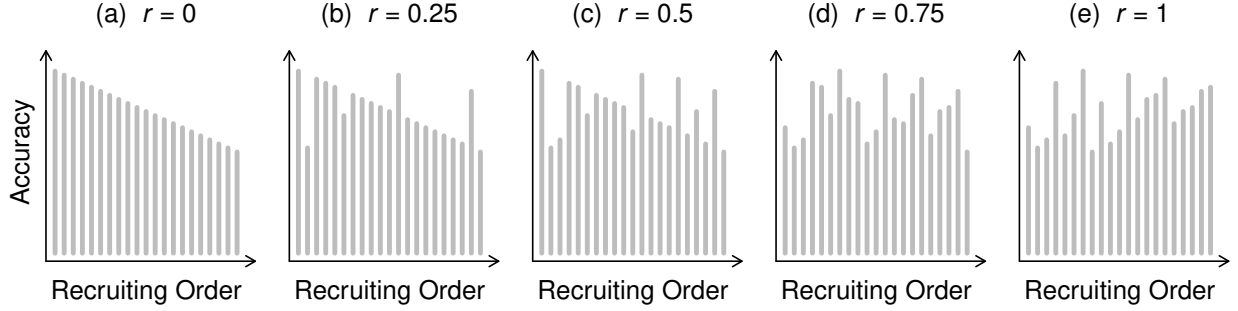 (a) r = 0
(b) r = 0.25
(c) r = 0.5
(d) r = 0.75
(e) r = 1
Accuracy
Recruiting Order
Recruiting Order
Recruiting Order
Recruiting Order
Recruiting Order